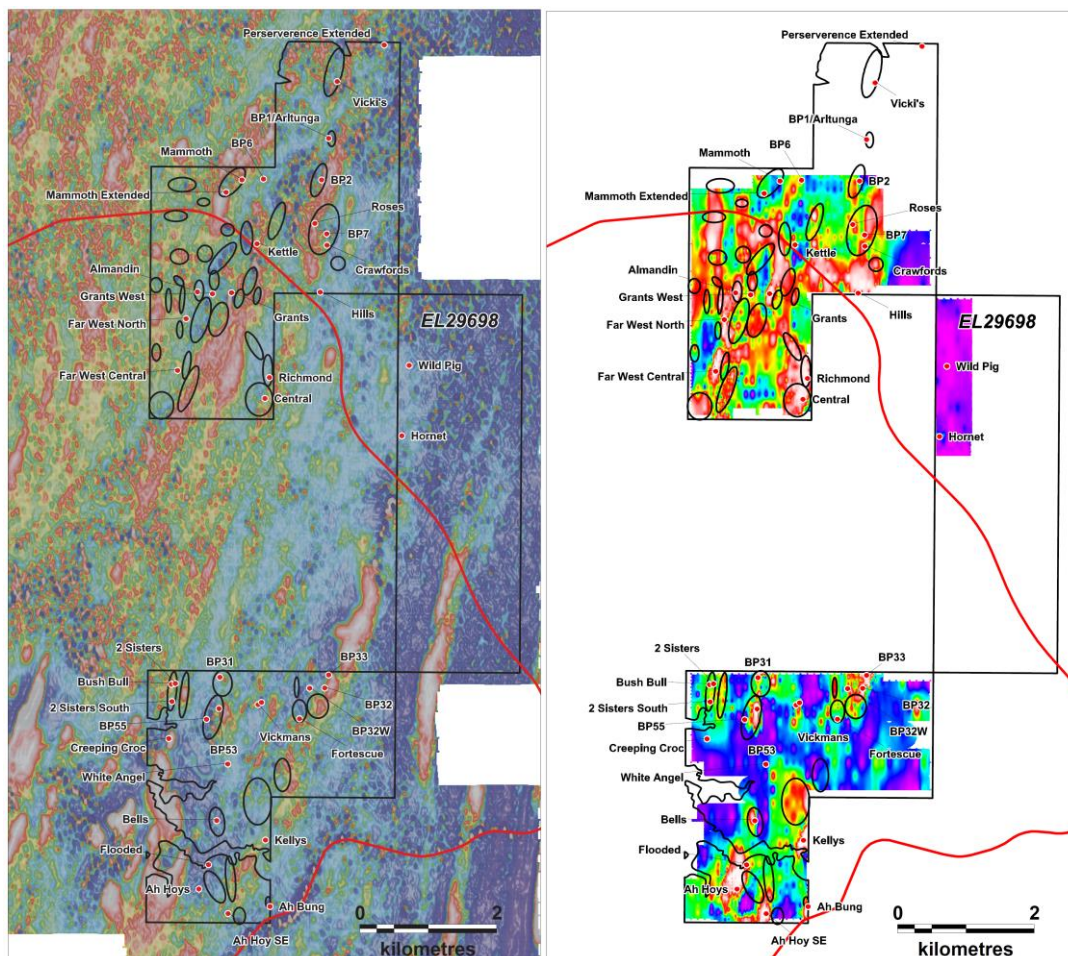 Perserverence Extended
Vicki's
BP1/Arltunga
BP6
Mammoth
BP2
Mammoth Extended
Roses
BP7
Kettle
Crawfords
Almandin
Grants West
Grants
Hills
Far West North
EL29698
Wild Pig
Far West Central
Richmond
Central
Hornet
2 Sisters
BP31
BP33
Bush Bull
2 Sisters South
BP32
BP55
Vickmans
BP32W
Creeping Croc
BP53
Fortescue
White Angel
Bells
Kellys
Flooded
Ah Hoys
Ah Bung
0 2
Ah Hoy SE
kilometres
Perserverence Extended
Vicki's
BP1/Arltunga
BP6
Mammoth
BP2
Mammoth Extended
Roses
BP7
Kettle
Crawfords
Almandin
Grants West
Grants
Hills
Far West North
EL29698
Wild Pig
Far West Central
Richmond
Central
Hornet
2 Sisters
BP31
BP33
Bush Bull
2 Sisters South
BP32
BP55
Vickmans
BP32W
Creeping Croc
BP53
Fortescue
White Angel
Bells
Kellys
Flooded
Ah Hoys
Ah Bung
0 2
Ah Hoy SE
kilometres